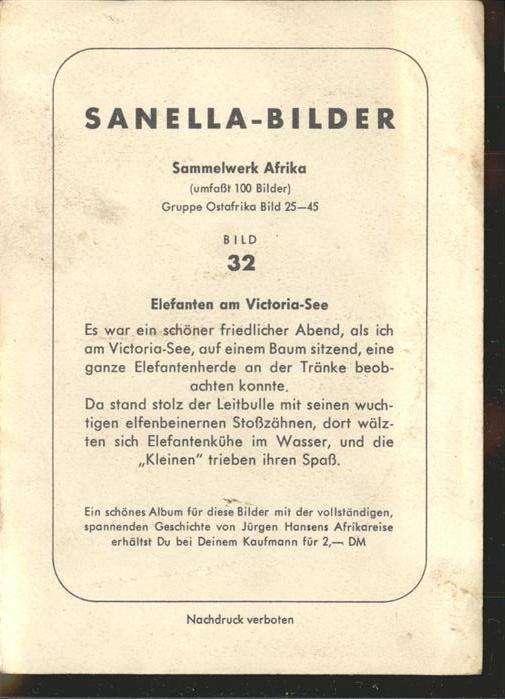 SANELLA-BILDER
Sammelwerk Afrika
(umfaßt 100 Bilder)
Gruppe Ostafrika Bild 25—45
BILD
32
Elefanten am Victoria-See
Es war ein schöner friedlicher Abend, als ich
am Victoria-See, auf einem Baum sitzend, eine
ganze Elefantenherde an der Tränke beob-
achten konnte.
Da stand stolz der Leitbulle mit seinen wuch-
tigen elfenbeinernen Stoßzähnen, dort wälz-
ten sich Elefantenkühe im Wasser, und die
„Kleinen" trieben ihren Spaß.
Ein schönes Album für diese Bilder mit der vollständigen,
spannenden Geschichte von Jürgen Hansens Afrikareise
erhältst Du bei Deinem Kaufmann für 2,— DM
Nachdruck verboten